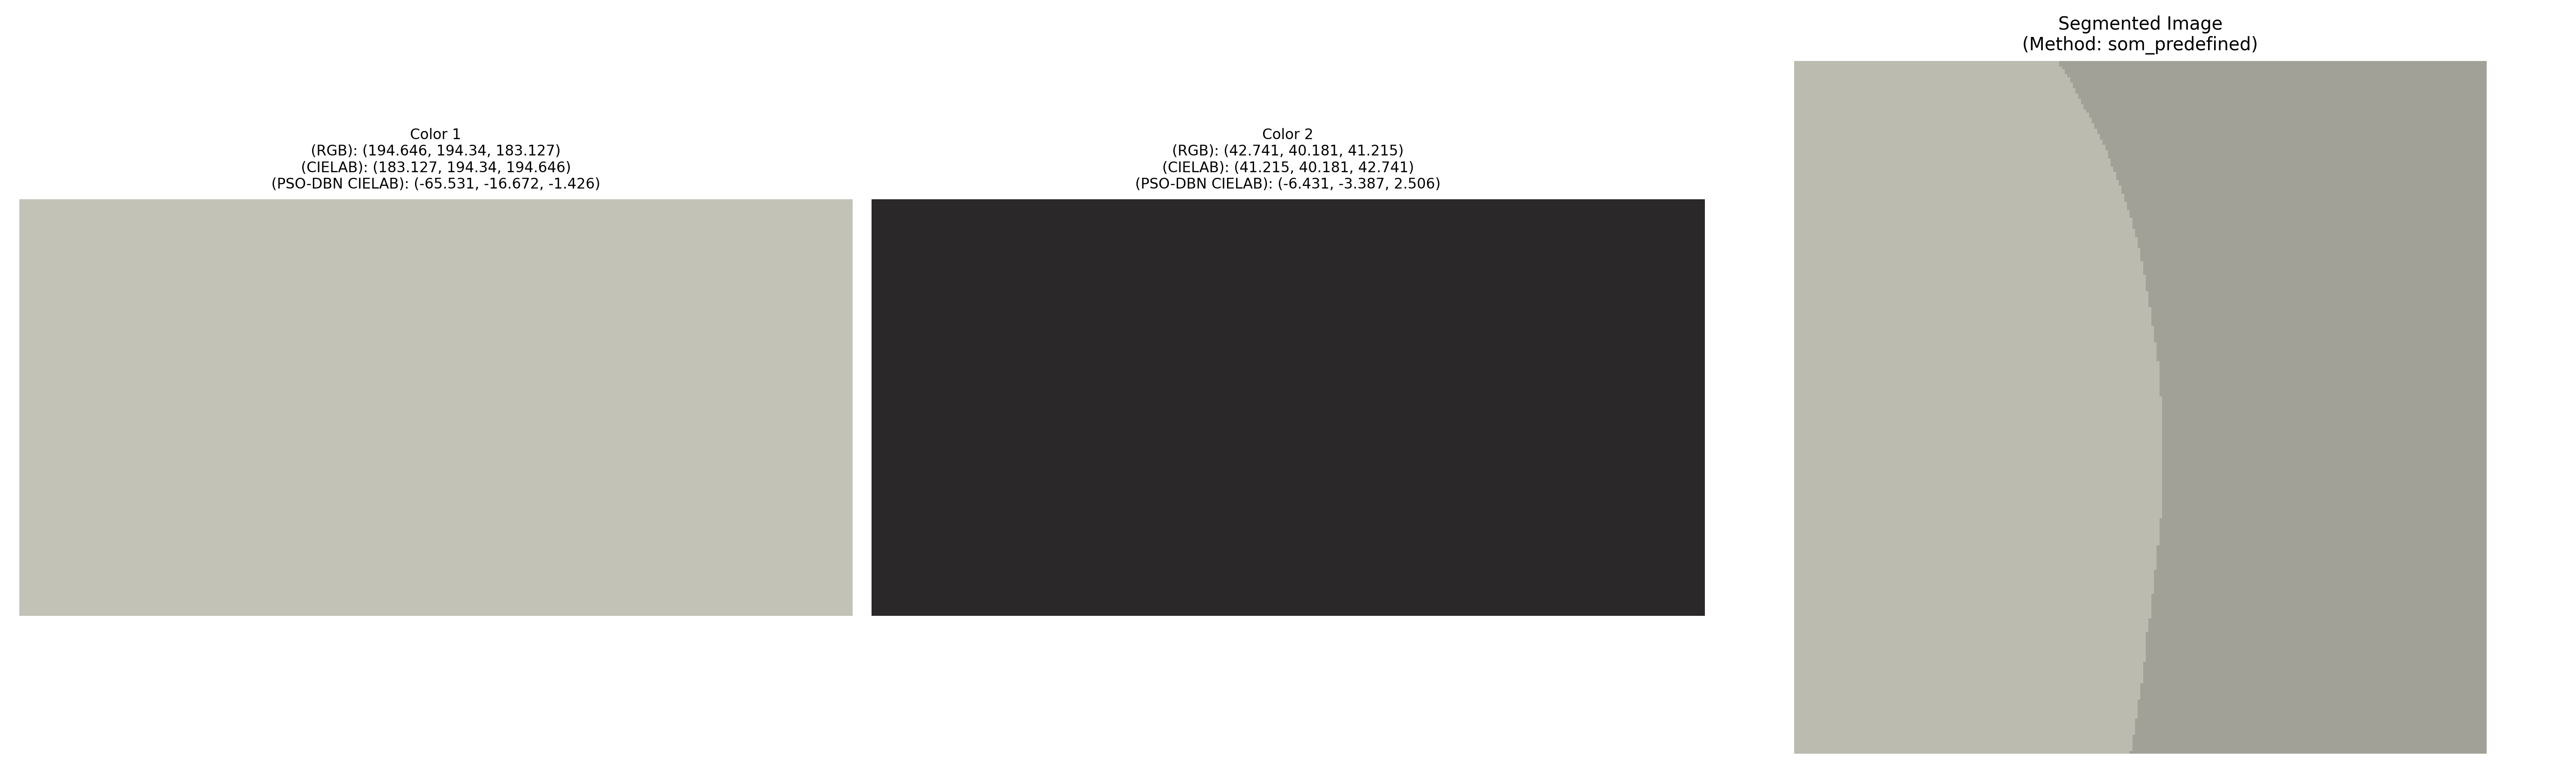 Color 1
(RGB): (194.646, 194.34, 183.127)
(CIELAB): (183.127, 194.34, 194.646)
(PSO-DBN CIELAB): (-65.531, -16.672, -1.426)
Color 2
(RGB): (42.741, 40.181, 41.215)
(CIELAB): (41.215, 40.181, 42.741)
(PSO-DBN CIELAB): (-6.431, -3.387, 2.506)
Segmented Image
(Method: som_predefined)